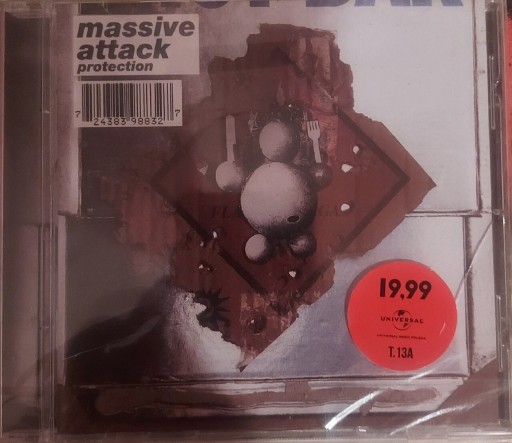 massive
attack
protection
7 24383 98832 7
19,99
UNIVERSAL
T.13A